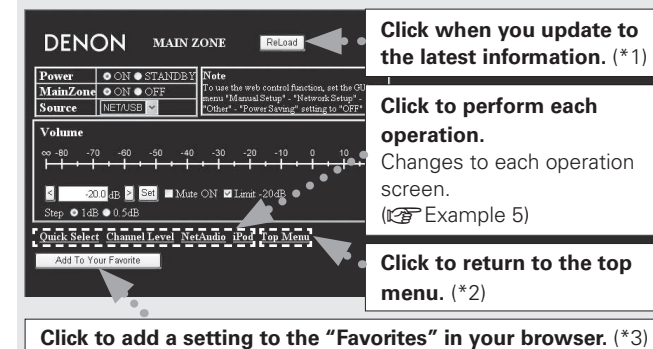 DENON MAIN ZONE ReLoad
Power ON STANDBY
MainZone ON OFF
Source NET/USB
Note
To use the web control function, set the GU
menu "Manual Setup" - "Network Setup" -
"Other" - "Power Saving" setting to "OFF"
Volume
∞ -80 -70 -60 -50 -40 -30 -20 -10 0 10
< -20.0 dB > Set Mute ON Limit -20dB
Step 1dB 0.5dB
Quick Select Channel Level NetAudio iPod Top Menu
Add To Your Favorite
Click when you update to
the latest information. (*1)
Click to perform each
operation.
Changes to each operation
screen.
(☞ Example 5)
Click to return to the top
menu. (*2)
Click to add a setting to the “Favorites” in your browser. (*3)